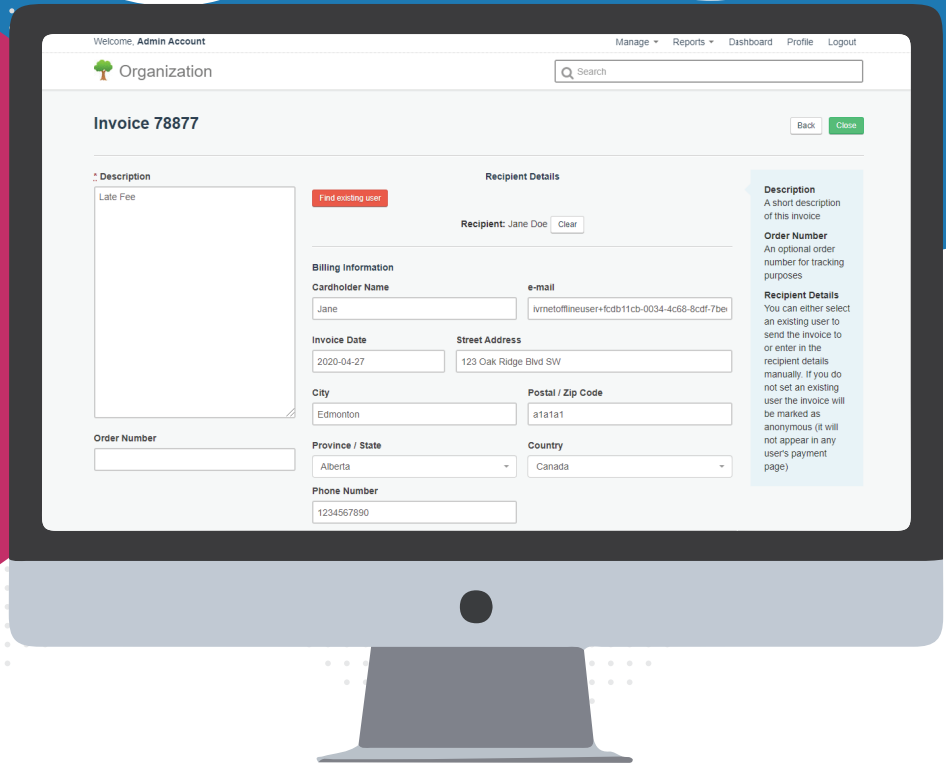 Welcome, Admin Account
Manage Reports Dashboard Profile Logout
Organization
Search
Invoice 78877
Back Close
* Description
Late Fee
Order Number
Recipient Details
Find existing user
Recipient: Jane Doe Clear
Billing Information
Cardholder Name e-mail
Jane ivrnetofflineuser+fcdb11cb-0034-4c68-8cdf-7be
Invoice Date Street Address
2020-04-27 123 Oak Ridge Blvd SW
City Postal / Zip Code
Edmonton a1a1a1
Province / State Country
Alberta Canada
Phone Number
1234567890
Description
A short description
of this invoice
Order Number
An optional order
number for tracking
purposes
Recipient Details
You can either select
an existing user to
send the invoice to
or enter in the
recipient details
manually. If you do
not set an existing
user the invoice will
be marked as
anonymous (it will
not appear in any
user's payment
page)